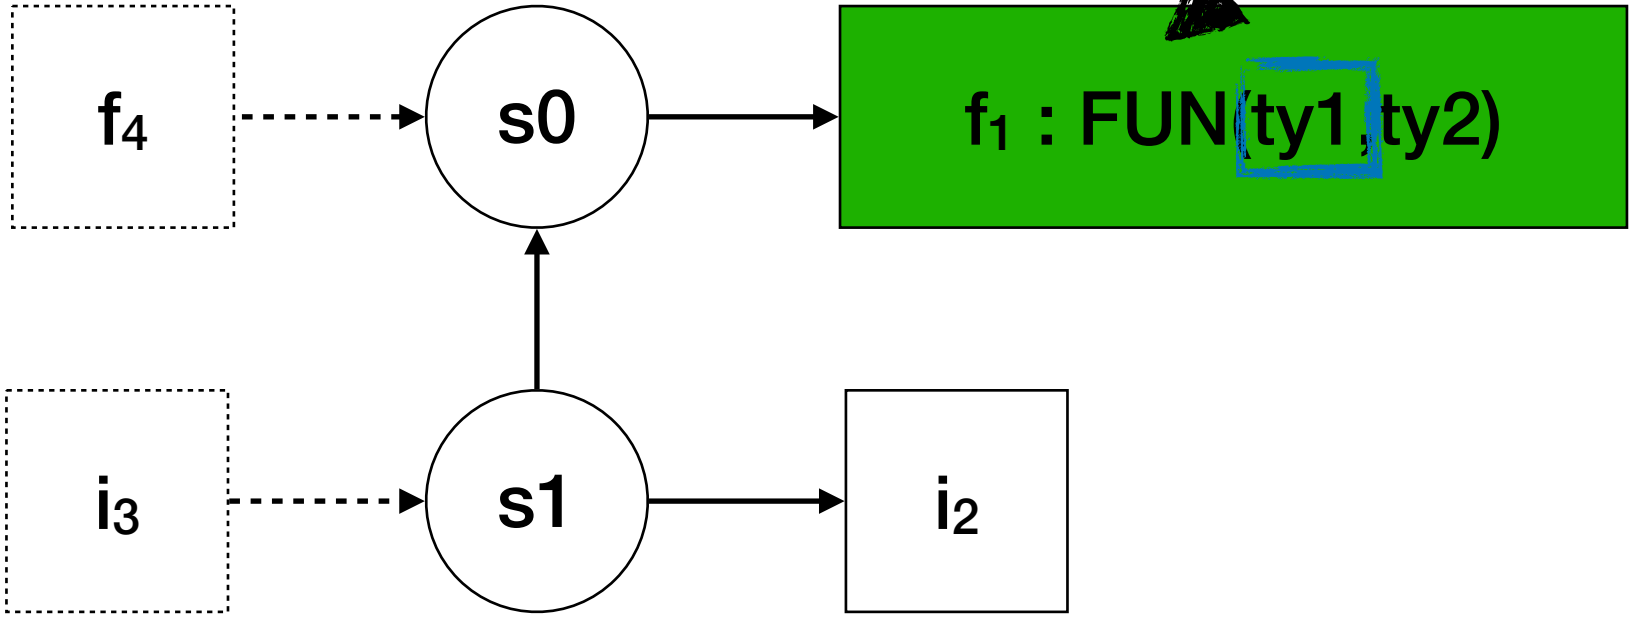 f₄
s0
f₁ : FUN(ty1,ty2)
i₃
s1
i₂